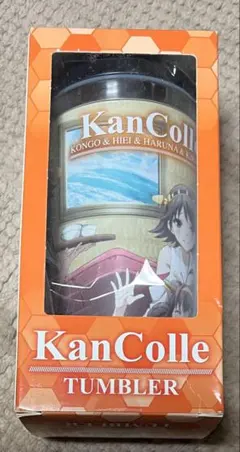 KanColle
KONGO & HIEI & HARUNA &
KanColle
TUMBLER